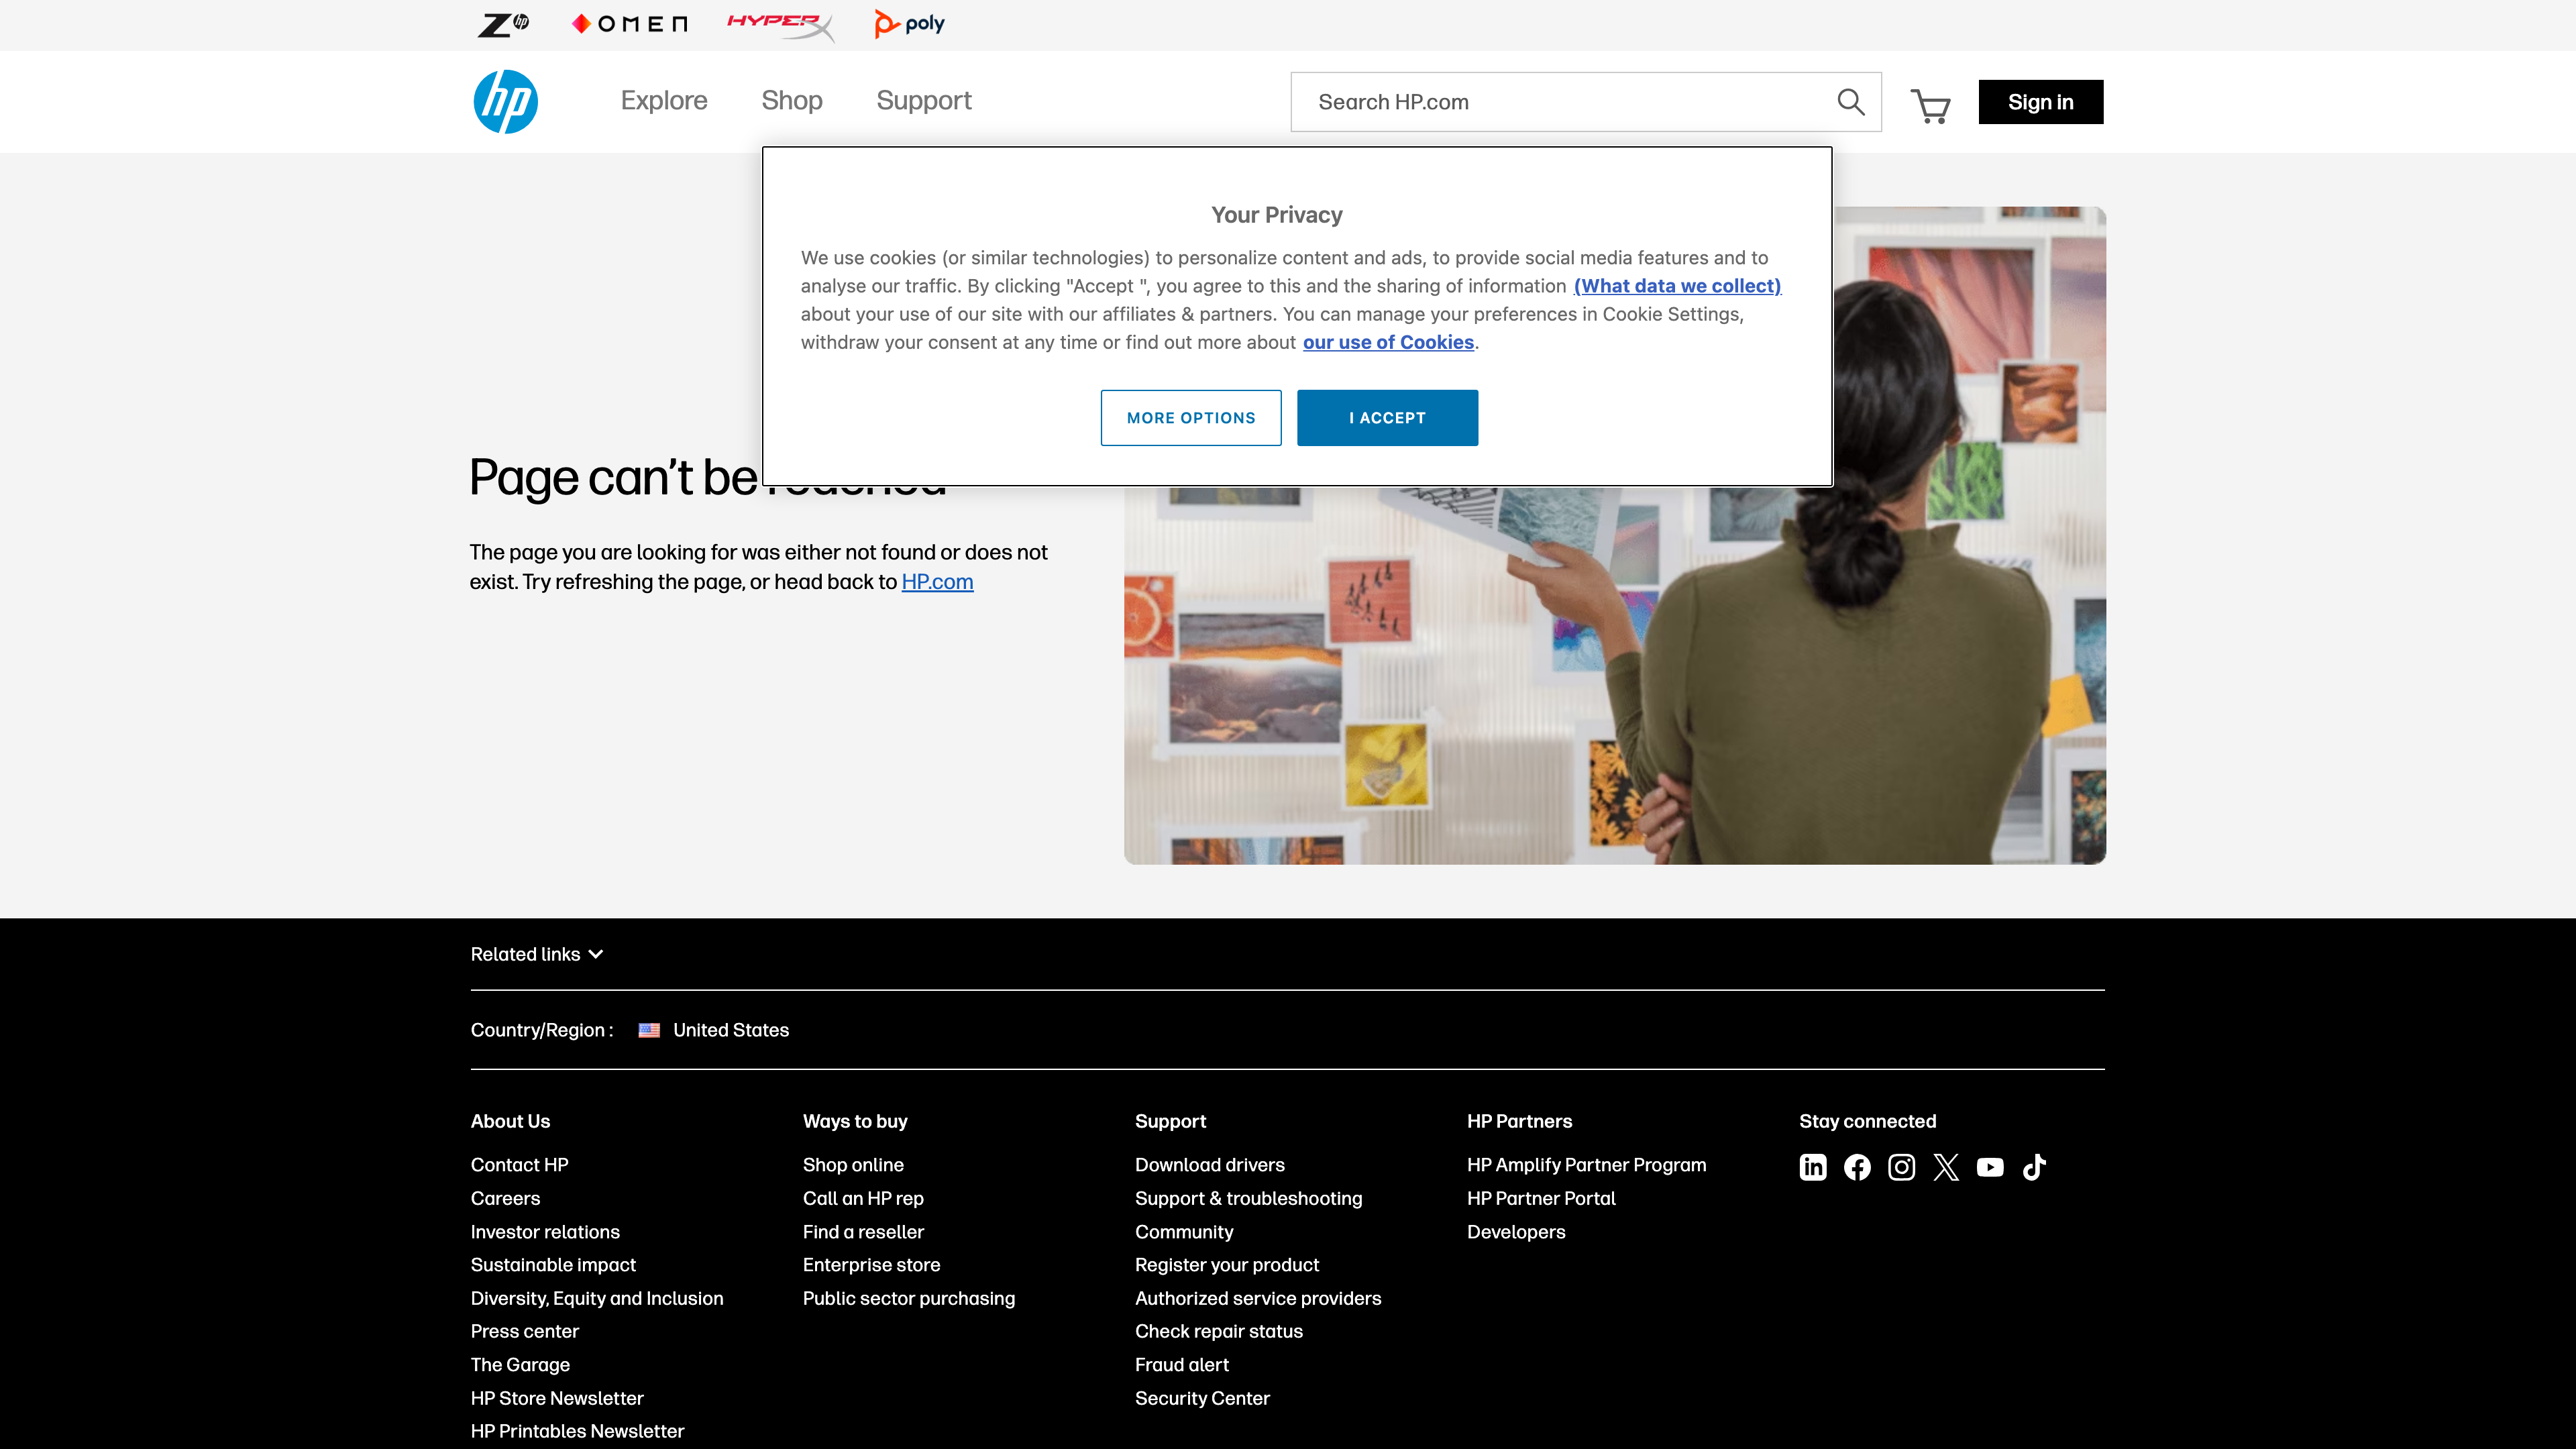 Z hp OMEN HYPERX poly
hp Explore Shop Support Search HP.com Sign in
Your Privacy
We use cookies (or similar technologies) to personalize content and ads, to provide social media features and to
analyse our traffic. By clicking "Accept ", you agree to this and the sharing of information (What data we collect)
about your use of our site with our affiliates & partners. You can manage your preferences in Cookie Settings,
withdraw your consent at any time or find out more about our use of Cookies.
MORE OPTIONS I ACCEPT
Page can’t be reached
The page you are looking for was either not found or does not
exist. Try refreshing the page, or head back to HP.com
Related links
Country/Region : United States
About Us
Contact HP
Careers
Investor relations
Sustainable impact
Diversity, Equity and Inclusion
Press center
The Garage
HP Store Newsletter
HP Printables Newsletter
Ways to buy
Shop online
Call an HP rep
Find a reseller
Enterprise store
Public sector purchasing
Support
Download drivers
Support & troubleshooting
Community
Register your product
Authorized service providers
Check repair status
Fraud alert
Security Center
HP Partners
HP Amplify Partner Program
HP Partner Portal
Developers
Stay connected